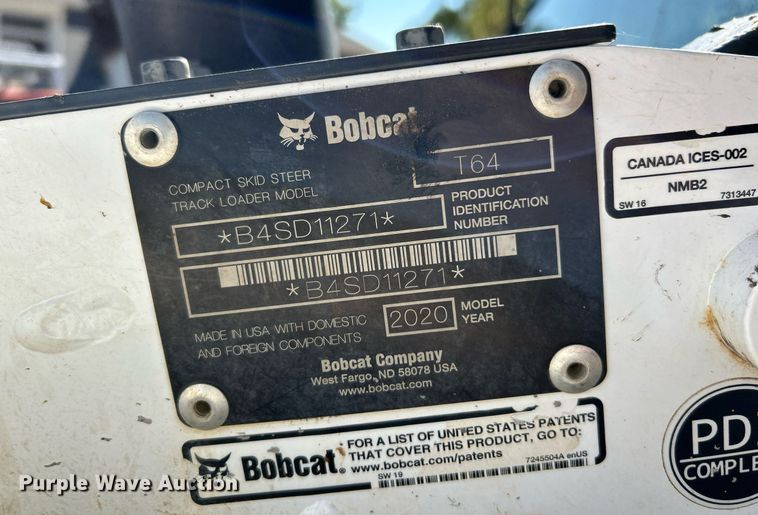 Bobcat
COMPACT SKID STEER
TRACK LOADER MODEL
T64
*B4SD11271*
PRODUCT
IDENTIFICATION
NUMBER
*B4SD11271*
MADE IN USA WITH DOMESTIC
AND FOREIGN COMPONENTS
2020
MODEL
YEAR
Bobcat Company
West Fargo, ND 58078 USA
www.bobcat.com
CANADA ICES-002
NMB2
SW 16
7313447
Bobcat.
FOR A LIST OF UNITED STATES PATENTS
THAT COVER THIS PRODUCT, GO TO:
www.bobcat.com/patents
SW 19
7245504A enUS
PD
COMPLE
Purple Wave Auction